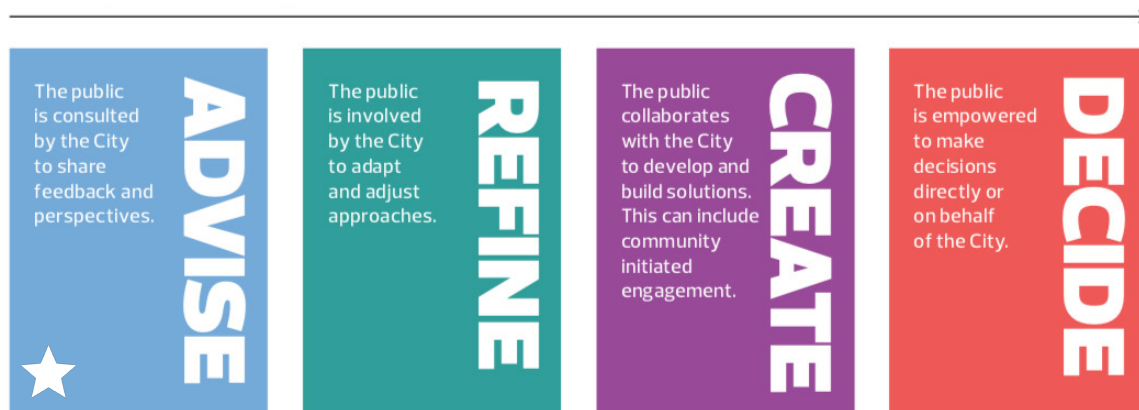 The public
is consulted
by the City
to share
feedback and
perspectives.
ADVISE
The public
is involved
by the City
to adapt
and adjust
approaches.
REFINE
The public
collaborates
with the City
to develop and
build solutions.
This can include
community
initiated
engagement.
CREATE
The public
is empowered
to make
decisions
directly or
on behalf
of the City.
DECIDE